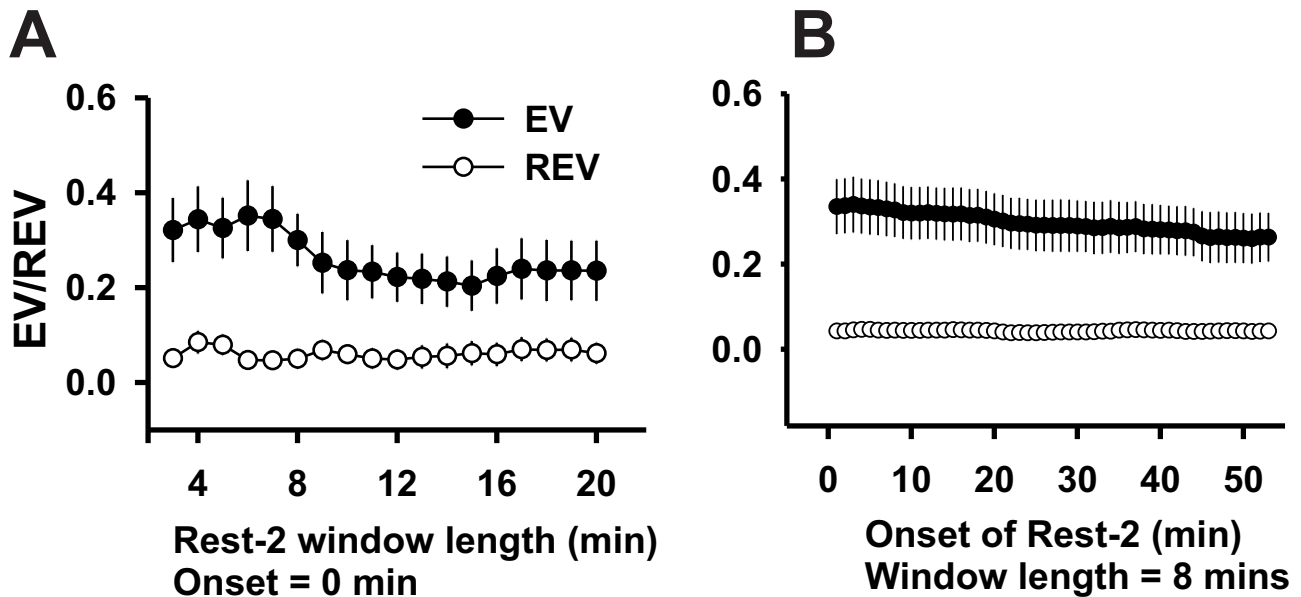 A
EV/REV
0.6
0.4
0.2
0.0
EV
REV
4 8 12 16 20
Rest-2 window length (min)
Onset = 0 min
B
0.6
0.4
0.2
0.0
0 10 20 30 40 50
Onset of Rest-2 (min)
Window length = 8 mins